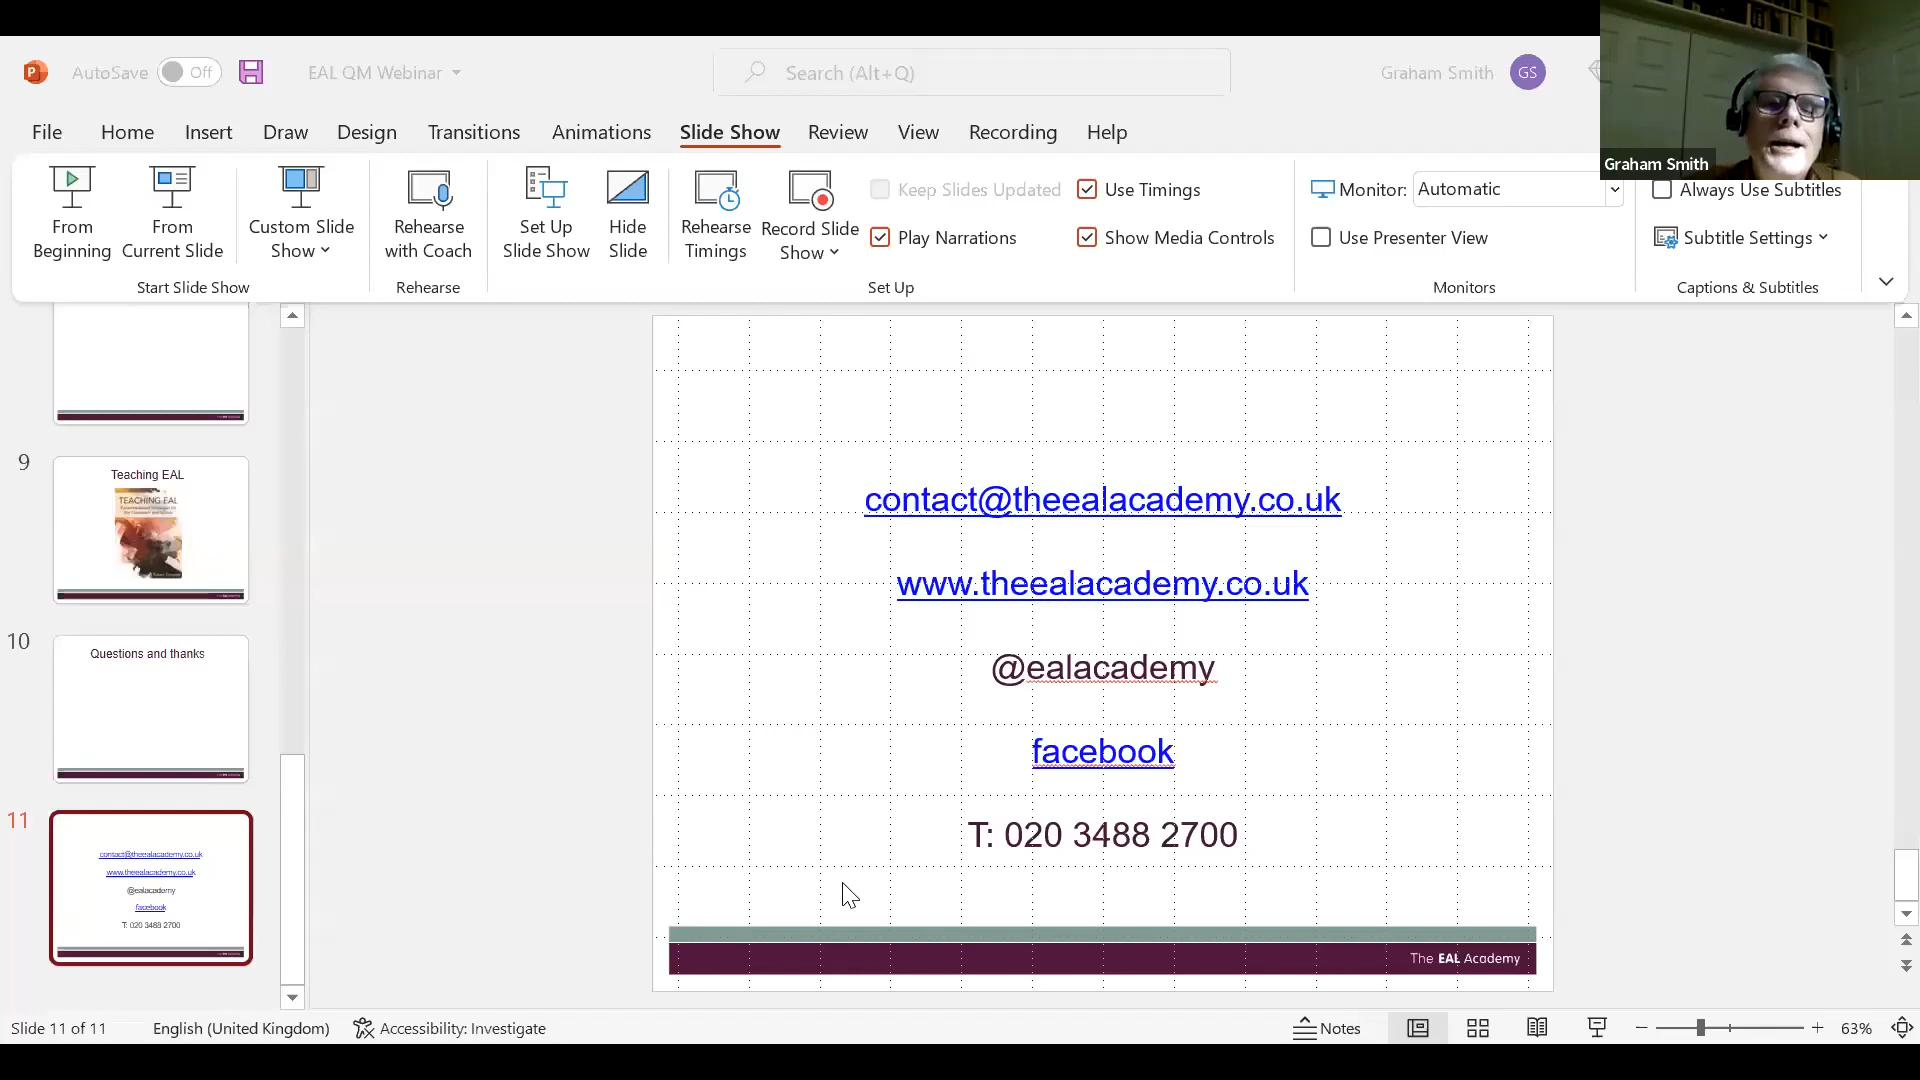 AutoSave Off EAL QM Webinar Search (Alt+Q) Graham Smith GS
File Home Insert Draw Design Transitions Animations Slide Show Review View Recording Help
Graham Smith
From Beginning
From Current Slide
Custom Slide Show
Start Slide Show
Rehearse with Coach
Rehearse
Set Up Slide Show
Hide Slide
Rehearse Timings
Record Slide Show
Keep Slides Updated
Play Narrations
Use Timings
Show Media Controls
Set Up
Monitor: Automatic
Use Presenter View
Monitors
Always Use Subtitles
Subtitle Settings
Captions & Subtitles
9
Teaching EAL
TEACHING EAL
10
Questions and thanks
11
contact@theealacademy.co.uk
www.theealacademy.co.uk
@ealacademy
facebook
T: 020 3488 2700
contact@theealacademy.co.uk
www.theealacademy.co.uk
@ealacademy
facebook
T: 020 3488 2700
The EAL Academy
Slide 11 of 11 English (United Kingdom) Accessibility: Investigate Notes 63%